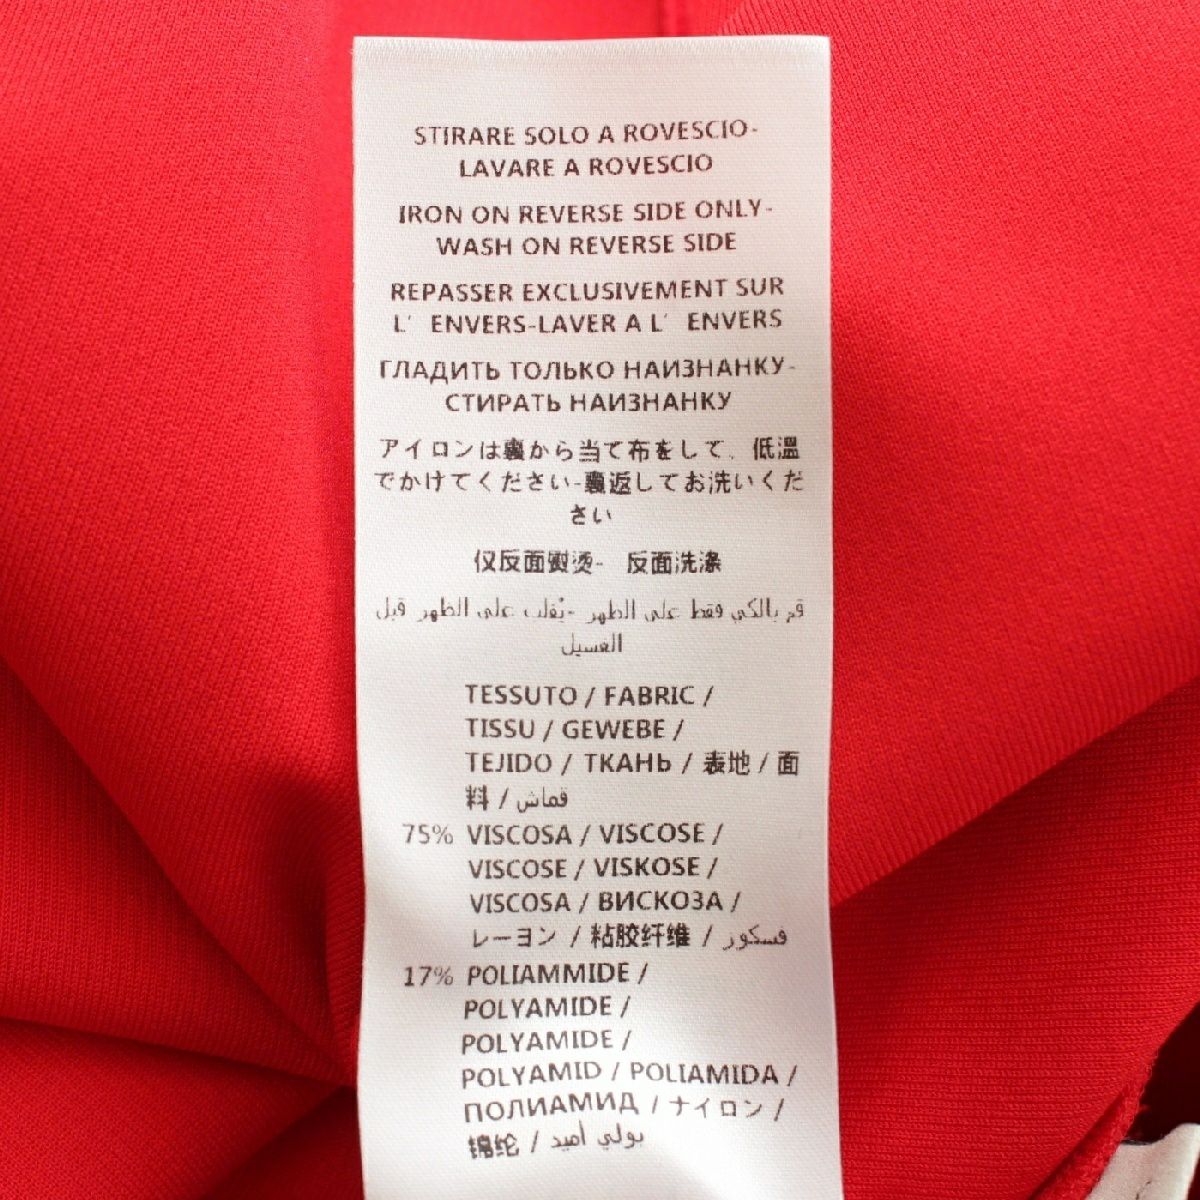 STIRARE SOLO A ROVESCIO-
LAVARE A ROVESCIO
IRON ON REVERSE SIDE ONLY-
WASH ON REVERSE SIDE
REPASSER EXCLUSIVEMENT SUR
L' ENVERS-LAVER A L' ENVERS
ГЛАДИТЬ ТОЛЬКО НАИЗНАНКУ-
СТИРАТЬ НАИЗНАНКУ
アイロンは裏から当て布をして、低温
でかけてください-裏返してお洗いくだ
さい
仅反面熨烫- 反面洗涤
قم بالكي فقط على الظهر -يُقلب على الظهر قبل
الغسيل
TESSUTO / FABRIC /
TISSU / GEWEBE /
TEJIDO / ТКАНЬ / 表地 / 面
料 / قماش
75% VISCOSA / VISCOSE /
VISCOSE / VISKOSE /
VISCOSA / ВИСКОЗА /
レーヨン / 粘胶纤维 / فسكور
17% POLIAMMIDE /
POLYAMIDE /
POLYAMIDE /
POLYAMID / POLIAMIDA /
ПОЛИАМИД / ナイロン /
锦纶 / بولي أميد